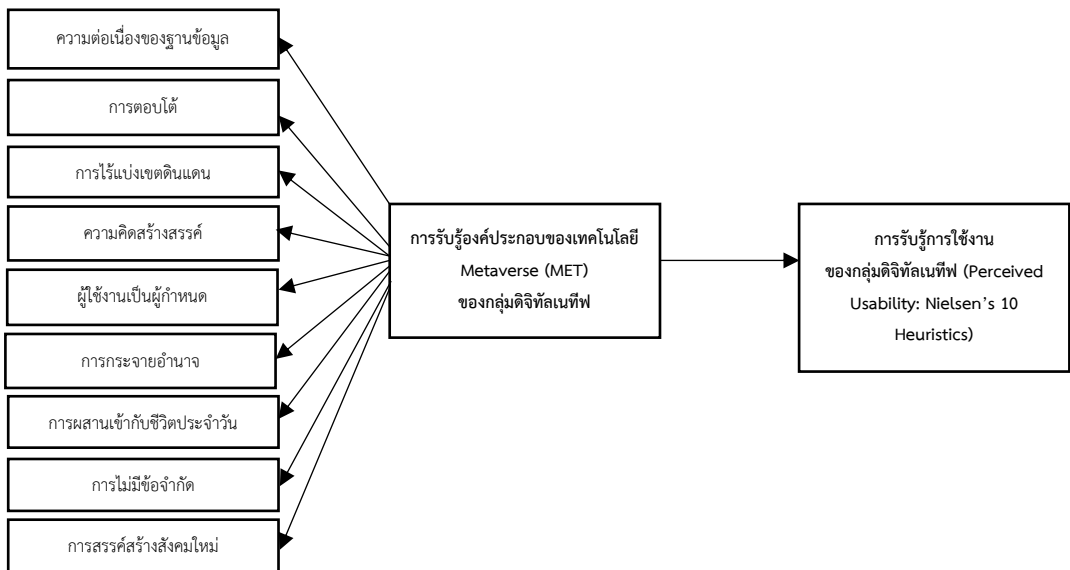 ความต่อเนื่องของฐานข้อมูล
การตอบโต้
การไร้แบ่งเขตดินแดน
ความคิดสร้างสรรค์
ผู้ใช้งานเป็นผู้กำหนด
การกระจายอำนาจ
การผสานเข้ากับชีวิตประจำวัน
การไม่มีข้อจำกัด
การสรรค์สร้างสังคมใหม่
การรับรู้องค์ประกอบของเทคโนโลยี
Metaverse (MET)
ของกลุ่มดิจิทัลเนทีฟ
การรับรู้การใช้งาน
ของกลุ่มดิจิทัลเนทีฟ (Perceived
Usability: Nielsen's 10
Heuristics)